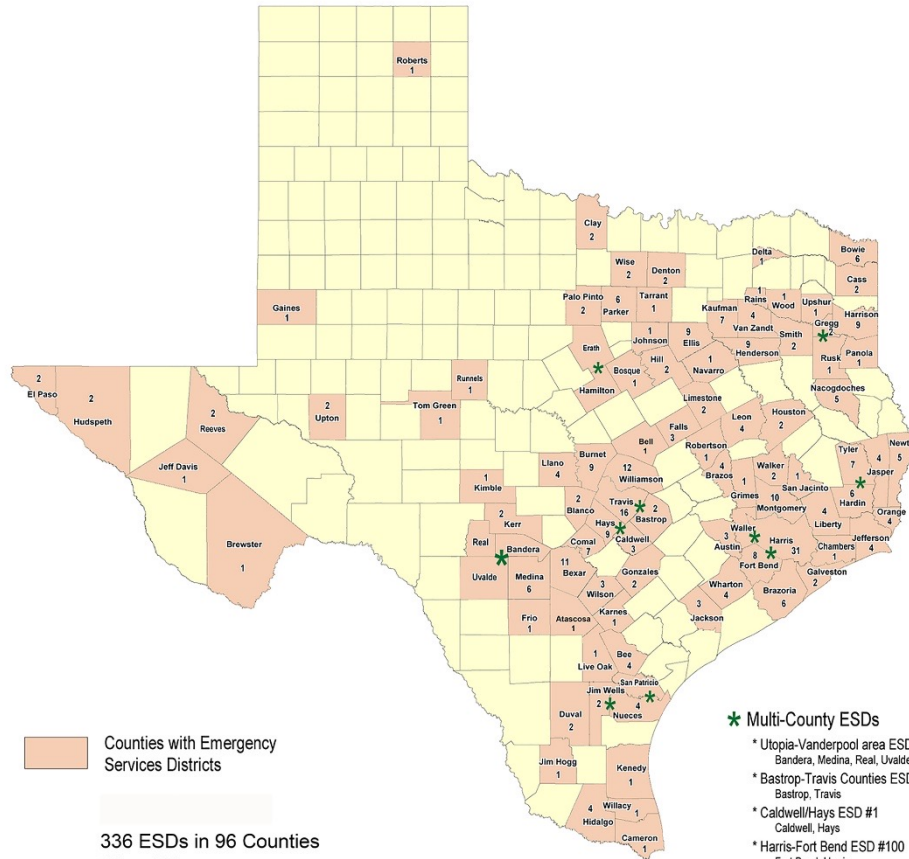 Roberts
1
Clay
2
Wise
2
Denton
2
Delta
1
Bowie
6
Cass
2
Gaines
1
Palo Pinto
2
6
Parker
Tarrant
1
Kaufman
7
1
Rains
1
Wood
Upshur
1
Harrison
9
4
Van Zandt
Gregg
2
Smith
2
1
Johnson
9
Ellis
9
Henderson
Rusk
1
Panola
1
Erath
Hamilton
Bosque
1
Hill
2
1
Navarro
Nacogdoches
5
2
El Paso
2
Hudspeth
2
Reeves
Jeff Davis
1
Brewster
1
2
Upton
Tom Green
1
Runnels
1
Limestone
2
Falls
3
Leon
4
Houston
2
Bell
1
Robertson
1
4
Brazos
Burnet
9
12
Williamson
Llano
4
1
Kimble
2
Blanco
Travis
16
2
Bastrop
Hays
9
Caldwell
3
Comal
7
2
Kerr
Real
Bandera
Uvalde
Medina
6
11
Bexar
Frio
1
Atascosa
1
3
Wilson
Gonzales
2
Karnes
1
1
Grimes
Walker
2
1
San Jacinto
10
Montgomery
Tyler
7
4
Jasper
Newt
5
6
Hardin
Orange
4
4
Liberty
Jefferson
4
Chambers
1
Waller
Harris
31
8
Fort Bend
3
Austin
Galveston
2
Wharton
4
Brazoria
6
3
Jackson
1
Live Oak
Bee
4
San Patricio
Jim Wells
2
4
Nueces
Duval
2
Jim Hogg
1
Kenedy
1
4
Hidalgo
Willacy
1
Cameron
1
Counties with Emergency
Services Districts
336 ESDs in 96 Counties
* Multi-County ESDs
* Utopia-Vanderpool area ESD
Bandera, Medina, Real, Uvalde
* Bastrop-Travis Counties ESD
Bastrop, Travis
* Caldwell/Hays ESD #1
Caldwell, Hays
* Harris-Fort Bend ESD #100